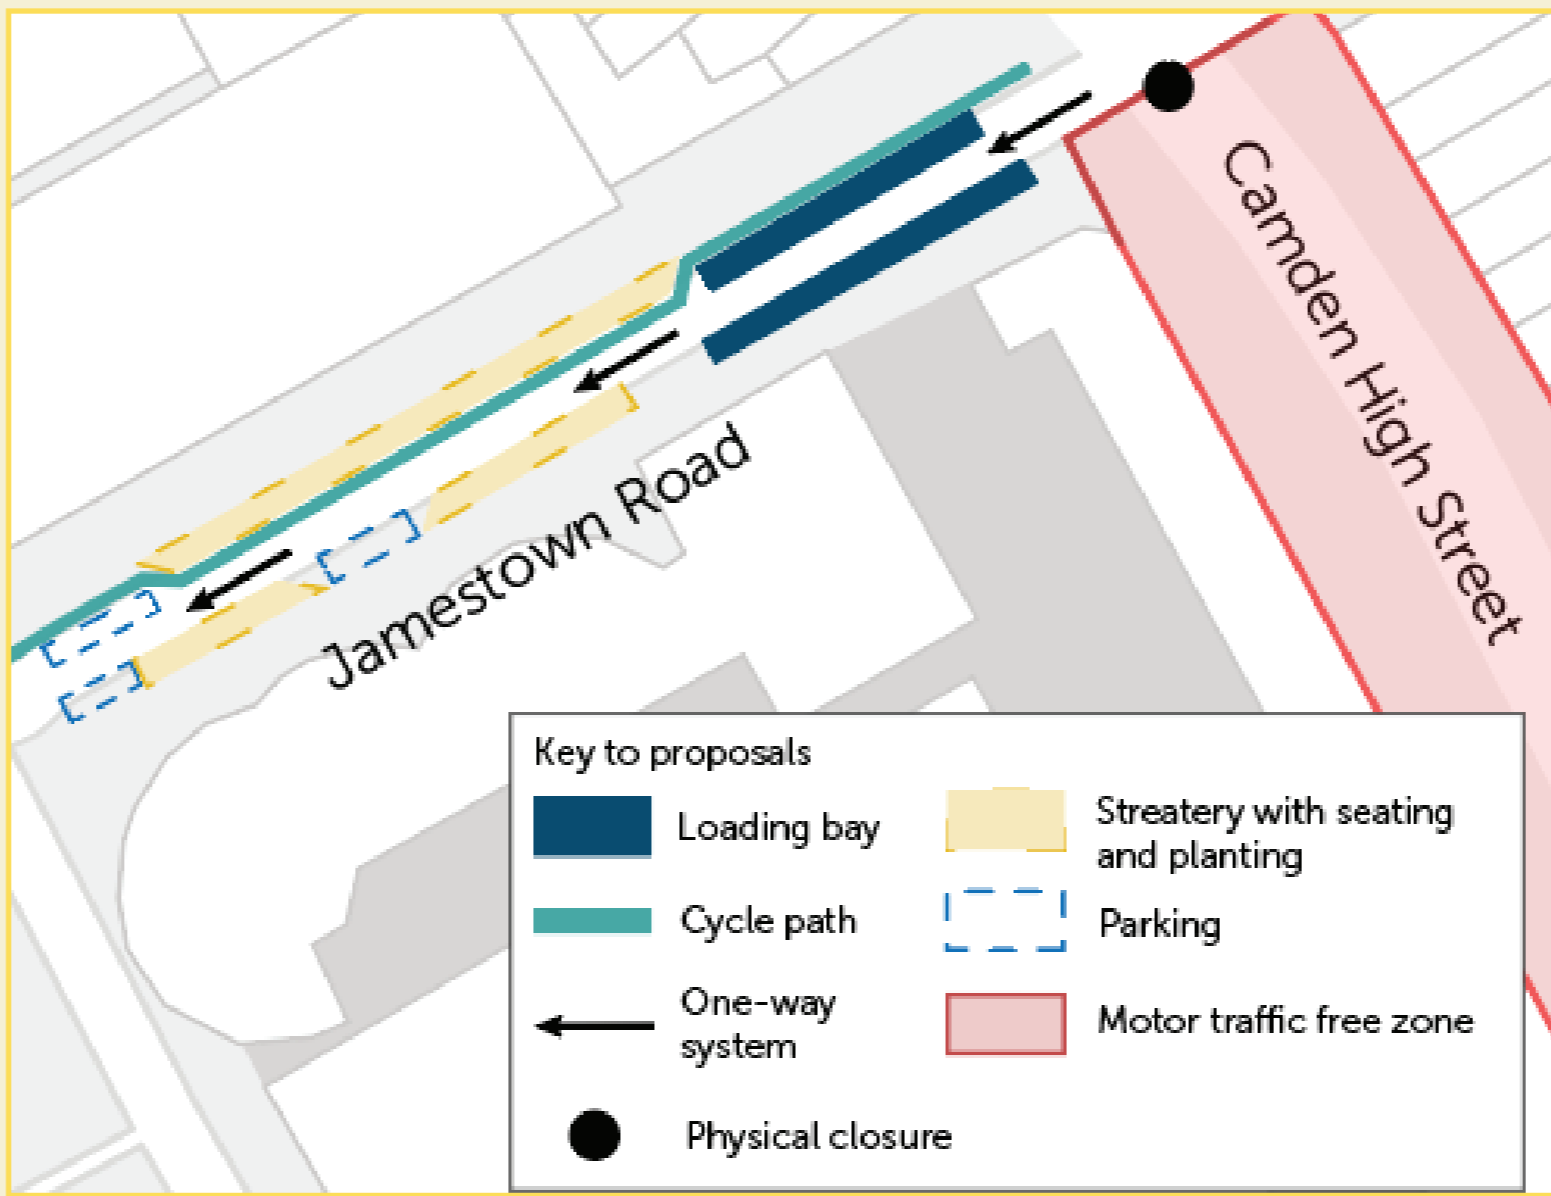 Camden High Street
Jamestown Road
Key to proposals
Loading bay
Streatery with seating
and planting
Cycle path
Parking
One-way
system
Motor traffic free zone
Physical closure